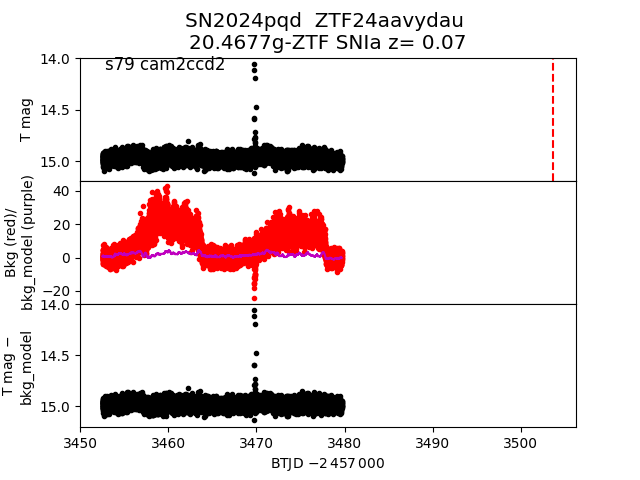 SN2024pqd  ZTF24aavydau
20.4677g-ZTF SNIa z= 0.07
s79 cam2ccd2
14.0
14.5
15.0
T mag
40
20
0
−20
Bkg (red)/
bkg_model (purple)
14.0
14.5
15.0
T mag −
bkg_model
3450 3460 3470 3480 3490 3500
BTJD −2 457 000